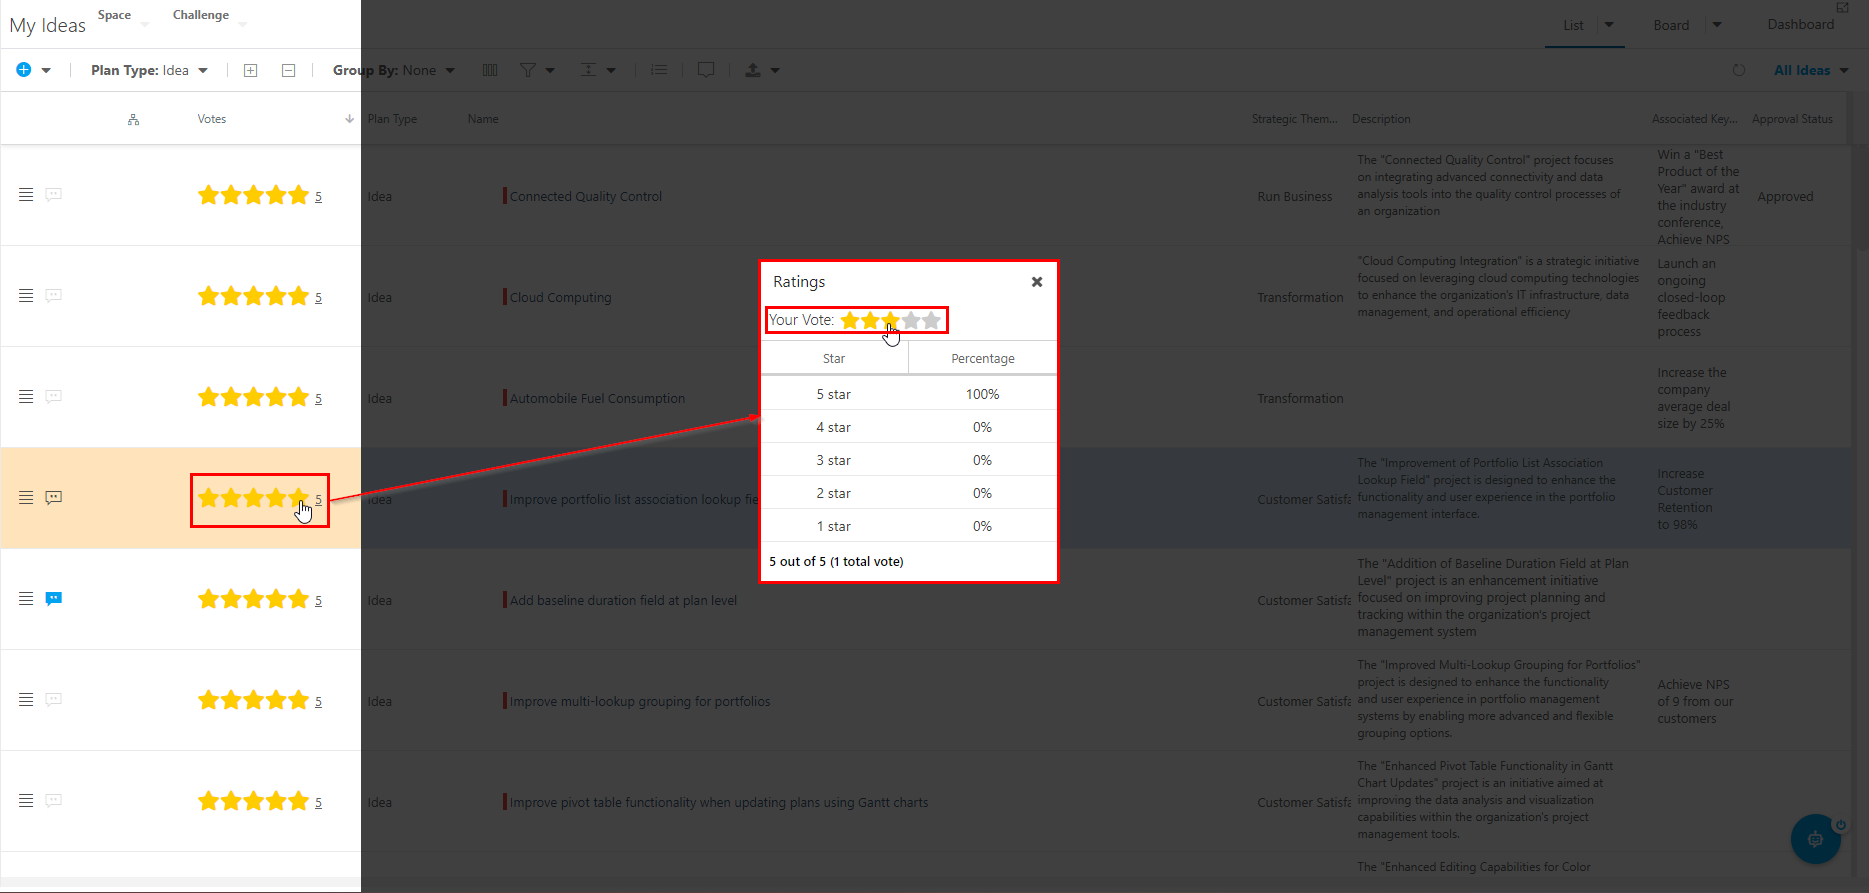 My Ideas
Space
Challenge
List
Board
Dashboard
Plan Type: Idea
Group By: None
All Ideas
Votes
Plan Type
Name
Strategic Them...
Description
Associated Key...
Approval Status
5
Idea
Connected Quality Control
Run Business
The "Connected Quality Control" project focuses
on integrating advanced connectivity and data
analysis tools into the quality control processes of
an organization
Win a "Best
Product of the
Year" award at
the industry
conference,
Achieve NPS
Approved
5
Idea
Cloud Computing
Transformation
"Cloud Computing Integration" is a strategic initiative
focused on leveraging cloud computing technologies
to enhance the organization's IT infrastructure, data
management, and operational efficiency
Launch an
ongoing
closed-loop
feedback
process
5
Idea
Automobile Fuel Consumption
Transformation
Increase the
company
average deal
size by 25%
5
Idea
Improve portfolio list association lookup fie
Customer Satisfa
The "Improvement of Portfolio List Association
Lookup Field" project is designed to enhance the
functionality and user experience in the portfolio
management interface.
Increase
Customer
Retention
to 98%
5
Idea
Add baseline duration field at plan level
Customer Satisfa
The "Addition of Baseline Duration Field at Plan
Level" project is an enhancement initiative
focused on improving project planning and
tracking within the organization's project
management system
5
Idea
Improve multi-lookup grouping for portfolios
Customer Satisfa
The "Improved Multi-Lookup Grouping for Portfolios"
project is designed to enhance the functionality
and user experience in portfolio management
systems by enabling more advanced and flexible
grouping options.
Achieve NPS
of 9 from our
customers
5
Idea
Improve pivot table functionality when updating plans using Gantt charts
Customer Satisfa
The "Enhanced Pivot Table Functionality in Gantt
Chart Updates" project is an initiative aimed at
improving the data analysis and visualization
capabilities within the organization's project
management tools.
The "Enhanced Editing Capabilities for Color
Ratings
Your Vote:
Star
Percentage
5 star
100%
4 star
0%
3 star
0%
2 star
0%
1 star
0%
5 out of 5 (1 total vote)